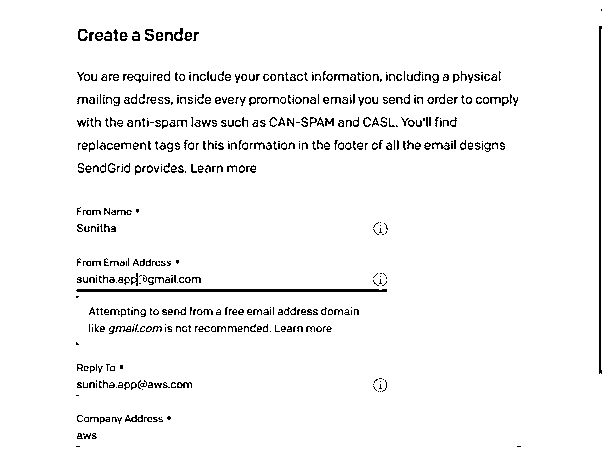 Create a Sender
You are required to include your contact information, including a physical
mailing address, inside every promotional email you send in order to comply
with the anti-spam laws such as CAN-SPAM and CASL. You'll find
replacement tags for this information in the footer of all the email designs
SendGrid provides. Learn more
From Name *
Sunitha
From Email Address *
sunitha.app@gmail.com
Attempting to send from a free email address domain
like gmail.com is not recommended. Learn more
Reply To *
sunitha.app@aws.com
Company Address *
aws